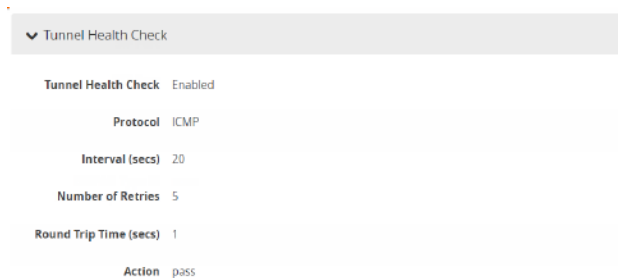 Tunnel Health Check
Tunnel Health Check Enabled
Protocol ICMP
Interval (secs) 20
Number of Retries 5
Round Trip Time (secs) 1
Action pass